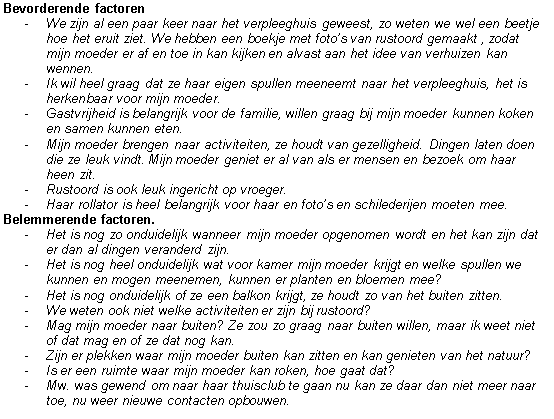 Bevorderende factoren
- We zijn al een paar keer naar het verpleeghuis geweest, zo weten we wel een beetje
hoe het eruit ziet. We hebben een boekje met foto's van rustoord gemaakt , zodat
mijn moeder er af en toe in kan kijken en alvast aan het idee van verhuizen kan
wennen.
- Ik wil heel graag dat ze haar eigen spullen meeneemt naar het verpleeghuis, het is
herkenbaar voor mijn moeder.
- Gastvrijheid is belangrijk voor de familie, willen graag bij mijn moeder kunnen koken
en samen kunnen eten.
- Mijn moeder brengen naar activiteiten, ze houdt van gezelligheid. Dingen laten doen
die ze leuk vindt. Mijn moeder geniet er al van als er mensen en bezoek om haar
heen zit.
- Rustoord is ook leuk ingericht op vroeger.
- Haar rollator is heel belangrijk voor haar en foto's en schilederijen moeten mee.
Belemmerende factoren.
- Het is nog zo onduidelijk wanneer mijn moeder opgenomen wordt en het kan zijn dat
er dan al dingen veranderd zijn.
- Het is nog heel onduidelijk wat voor kamer mijn moeder krijgt en welke spullen we
kunnen en mogen meenemen, kunnen er planten en bloemen mee?
- Het is nog onduidelijk of ze een balkon krijgt, ze houdt zo van het buiten zitten.
- We weten ook niet welke activiteiten er zijn bij rustoord?
- Mag mijn moeder naar buiten? Ze zou zo graag naar buiten willen, maar ik weet niet
of dat mag en of ze dat nog kan.
- Zijn er plekken waar mijn moeder buiten kan zitten en kan genieten van het natuur?
- Is er een ruimte waar mijn moeder kan roken, hoe gaat dat?
- Mw. was gewend om naar haar thuisclub te gaan nu kan ze daar dan niet meer naar
toe, nu weer nieuwe contacten opbouwen.